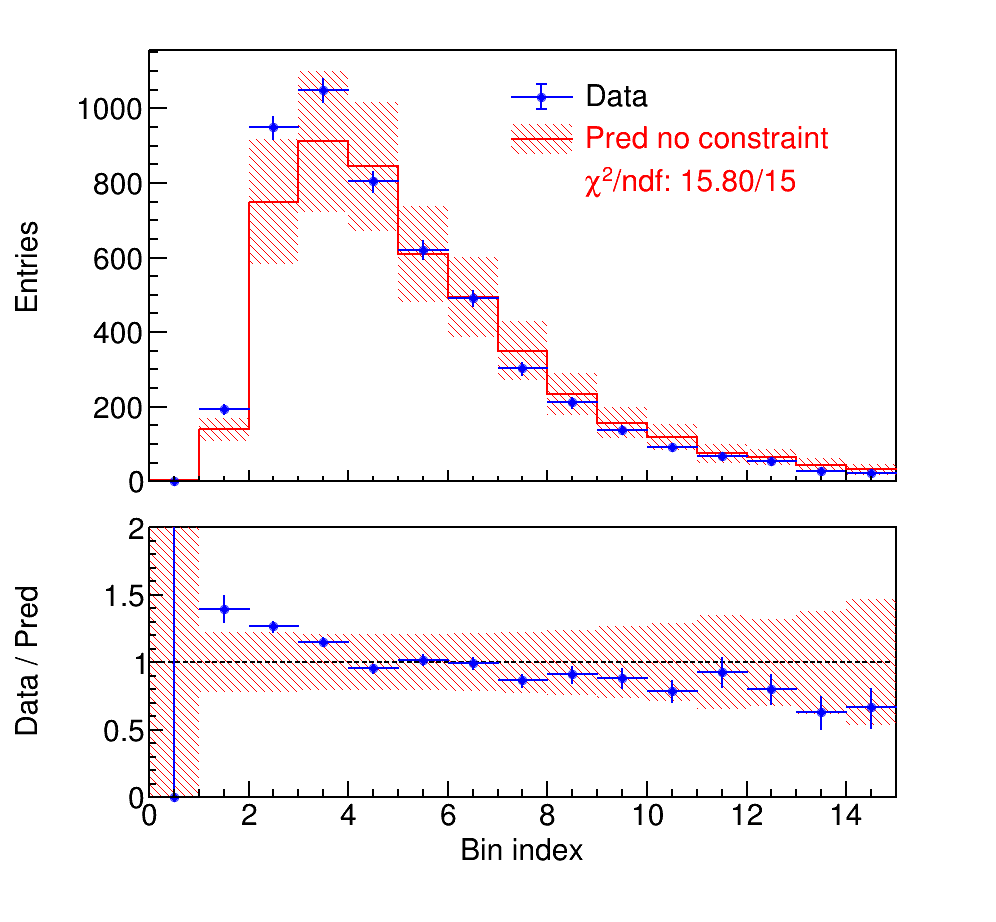 Data
Pred no constraint
χ²/ndf: 15.80/15
Entries
1000
800
600
400
200
0
Data / Pred
2
1.5
1
0.5
0
0 2 4 6 8 10 12 14
Bin index